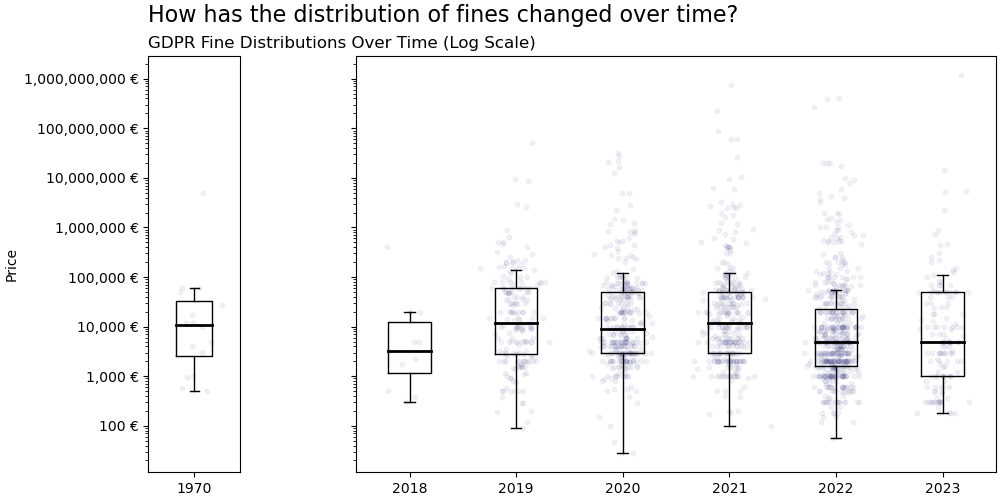 How has the distribution of fines changed over time?
GDPR Fine Distributions Over Time (Log Scale)
Price
1,000,000,000 €
100,000,000 €
10,000,000 €
1,000,000 €
100,000 €
10,000 €
1,000 €
100 €
1970 2018 2019 2020 2021 2022 2023